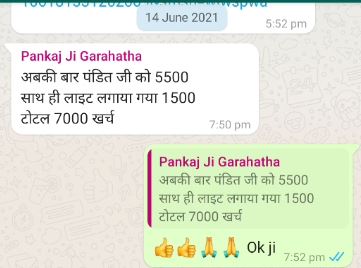 14 June 2021
5:52 pm
Pankaj Ji Garahatha
अबकी बार पंडित जी को 5500
साथ ही लाइट लगाया गया 1500
टोटल 7000 खर्च
7:50 pm
Pankaj Ji Garahatha
अबकी बार पंडित जी को 5500
साथ ही लाइट लगाया गया 1500
टोटल 7000 खर्च
👍👍🙏🙏 Ok ji
7:52 pm